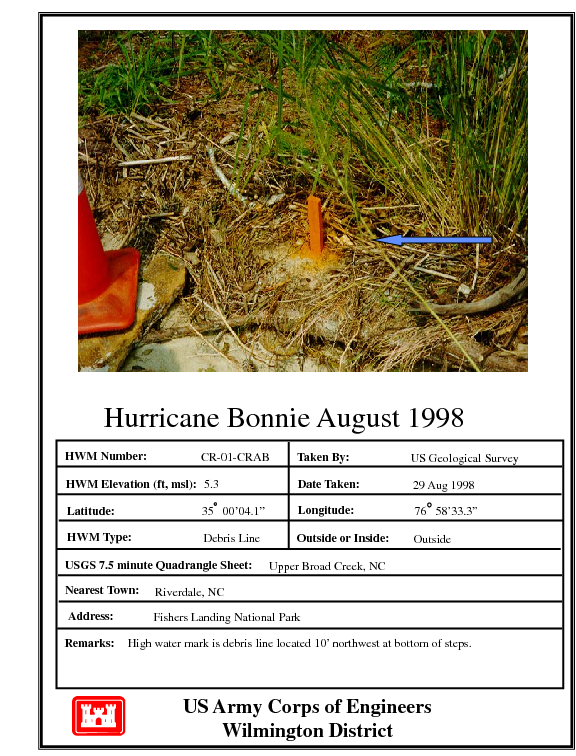 Hurricane Bonnie August 1998
HWM Number: CR-01-CRAB Taken By: US Geological Survey
HWM Elevation (ft, msl): 5.3 Date Taken: 29 Aug 1998
Latitude: 35° 00’04.1” Longitude: 76° 58’33.3”
HWM Type: Debris Line Outside or Inside: Outside
USGS 7.5 minute Quadrangle Sheet: Upper Broad Creek, NC
Nearest Town: Riverdale, NC
Address: Fishers Landing National Park
Remarks: High water mark is debris line located 10’ northwest at bottom of steps.
US Army Corps of Engineers
Wilmington District